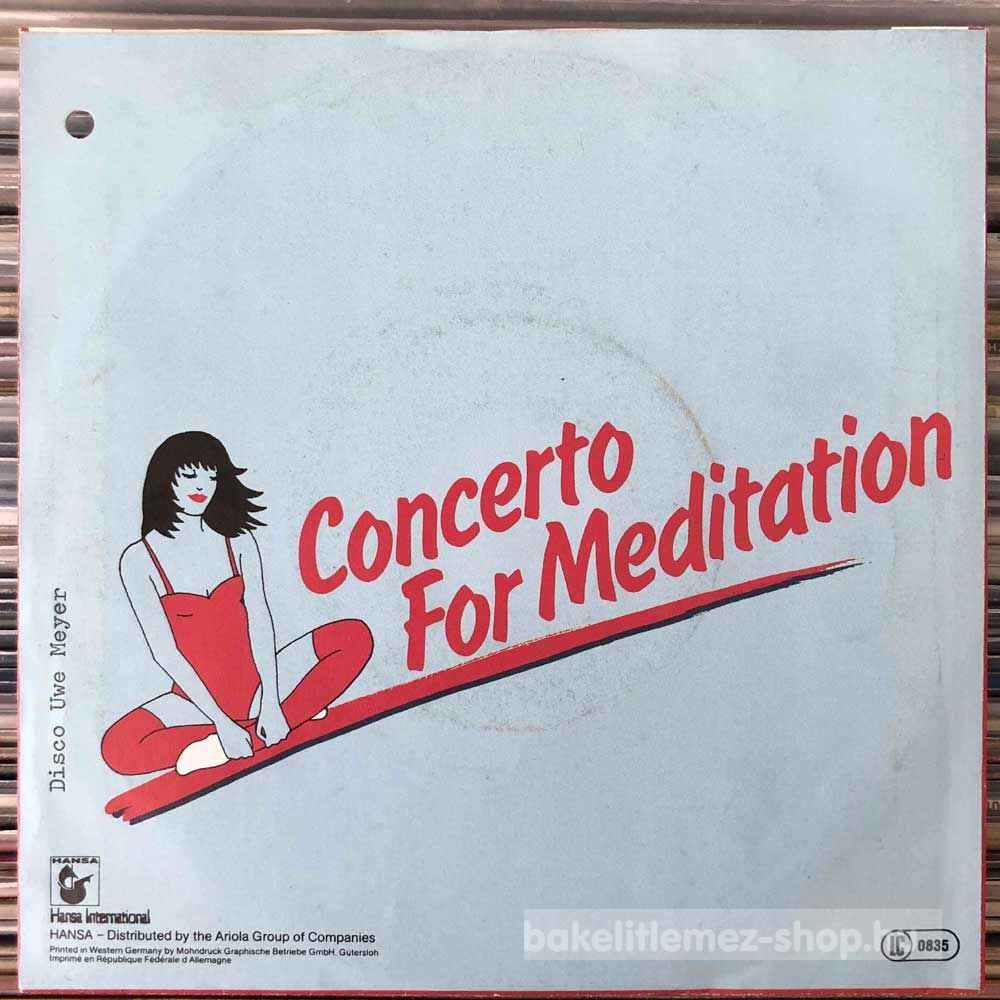 Concerto
For Meditation
Disco Uwe Meyer
HANSA
Hansa International
HANSA – Distributed by the Ariola Group of Companies
Printed in Western Germany by Mohndruck Graphische Betriebe GmbH, Gütersloh
Imprimé en République Fédérale d Allemagne
bakelitlemez-shop.hu
LC 0835